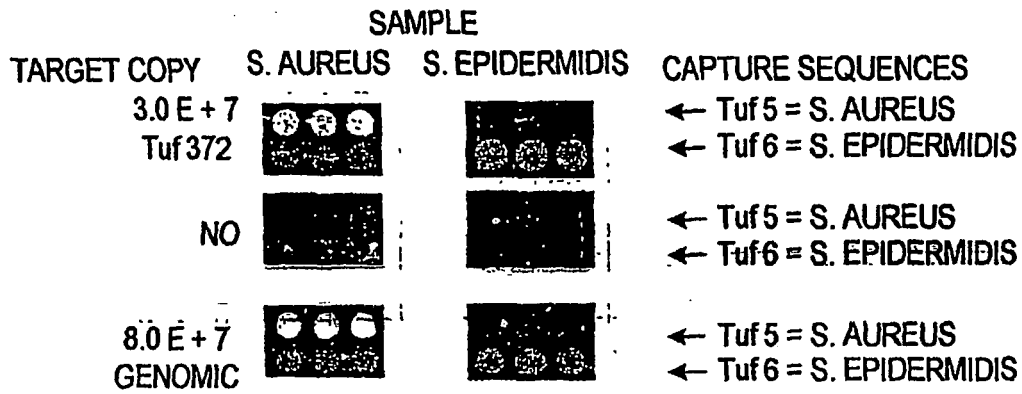 SAMPLE
TARGET COPY S. AUREUS S. EPIDERMIDIS CAPTURE SEQUENCES
3.0 E + 7 ← Tuf 5 = S. AUREUS
Tuf 372 ← Tuf 6 = S. EPIDERMIDIS
NO ← Tuf 5 = S. AUREUS
← Tuf 6 = S. EPIDERMIDIS
8.0 E + 7 ← Tuf 5 = S. AUREUS
GENOMIC ← Tuf 6 = S. EPIDERMIDIS